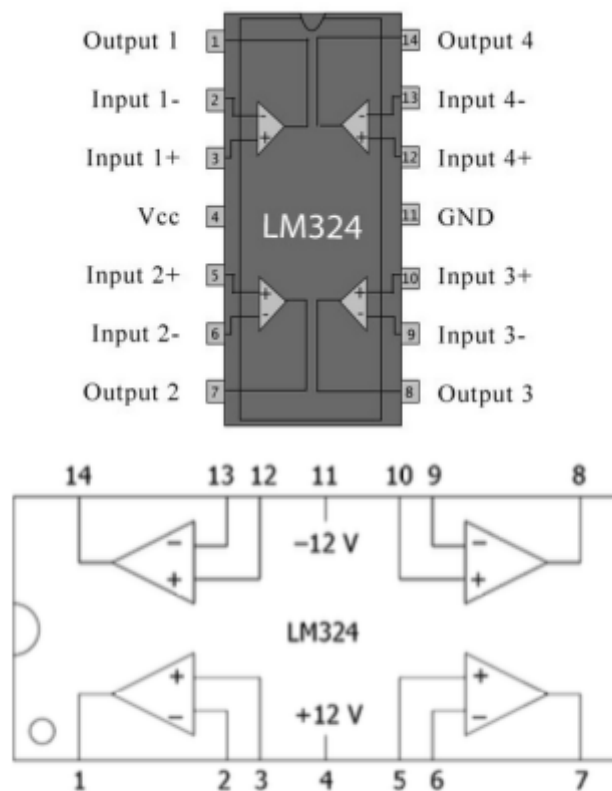 Output 1 1 14 Output 4
Input 1- 2 - - 13 Input 4-
Input 1+ 3 + + 12 Input 4+
Vcc 4 LM324 11 GND
Input 2+ 5 + + 10 Input 3+
Input 2- 6 - - 9 Input 3-
Output 2 7 8 Output 3
14 13 12 11 10 9 8
− −12 V −
+ +
LM324
+ +
− +12 V −
1 2 3 4 5 6 7